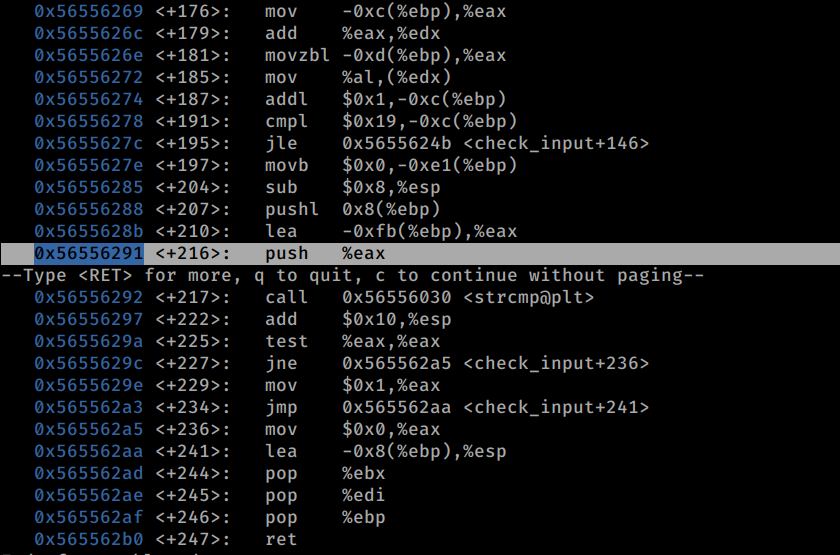 0x56556269 <+176>: mov -0xc(%ebp),%eax
0x5655626c <+179>: add %eax,%edx
0x5655626e <+181>: movzbl -0xd(%ebp),%eax
0x56556272 <+185>: mov %al,(%edx)
0x56556274 <+187>: addl $0x1,-0xc(%ebp)
0x56556278 <+191>: cmpl $0x19,-0xc(%ebp)
0x5655627c <+195>: jle 0x5655624b <check_input+146>
0x5655627e <+197>: movb $0x0,-0xe1(%ebp)
0x56556285 <+204>: sub $0x8,%esp
0x56556288 <+207>: pushl 0x8(%ebp)
0x5655628b <+210>: lea -0xfb(%ebp),%eax
0x56556291 <+216>: push %eax
--Type <RET> for more, q to quit, c to continue without paging--
0x56556292 <+217>: call 0x56556030 <strcmp@plt>
0x56556297 <+222>: add $0x10,%esp
0x5655629a <+225>: test %eax,%eax
0x5655629c <+227>: jne 0x565562a5 <check_input+236>
0x5655629e <+229>: mov $0x1,%eax
0x565562a3 <+234>: jmp 0x565562aa <check_input+241>
0x565562a5 <+236>: mov $0x0,%eax
0x565562aa <+241>: lea -0x8(%ebp),%esp
0x565562ad <+244>: pop %ebx
0x565562ae <+245>: pop %edi
0x565562af <+246>: pop %ebp
0x565562b0 <+247>: ret